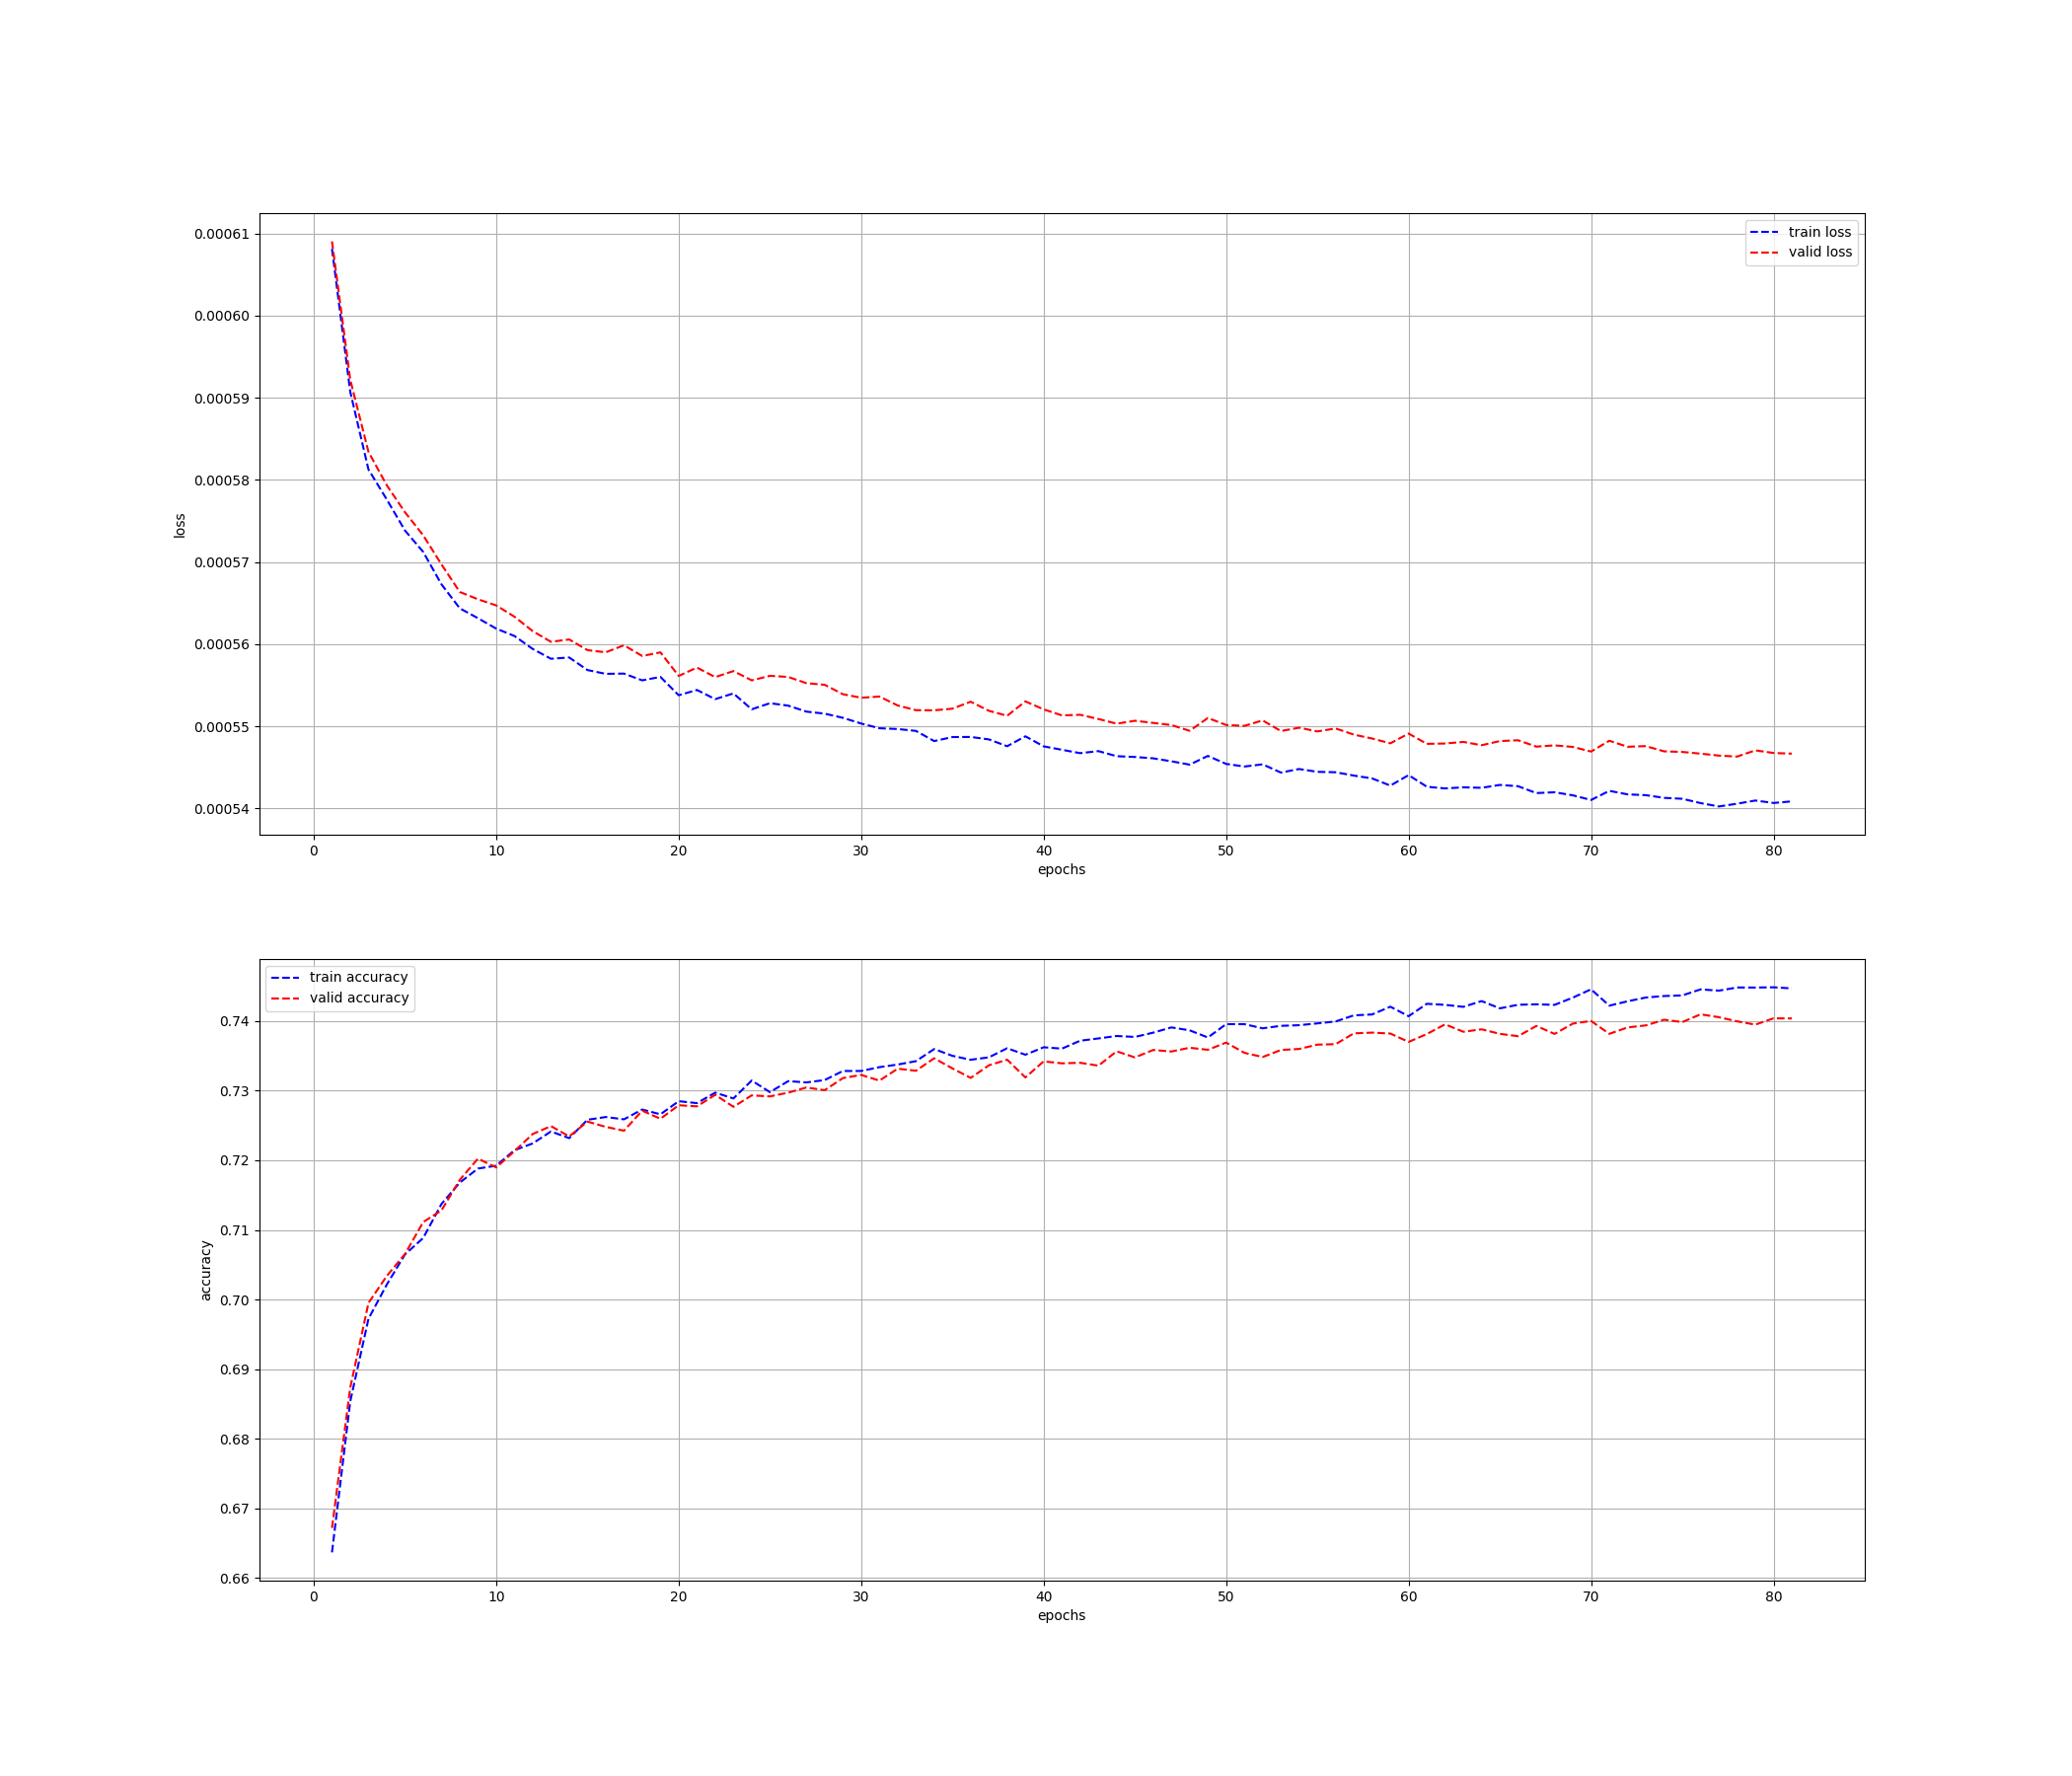 0.00061
train loss
valid loss
0.00060
0.00059
0.00058
loss
0.00057
0.00056
0.00055
0.00054
0 10 20 30 40 50 60 70 80
epochs
train accuracy
valid accuracy
0.74
0.73
0.72
0.71
accuracy
0.70
0.69
0.68
0.67
0.66
0 10 20 30 40 50 60 70 80
epochs